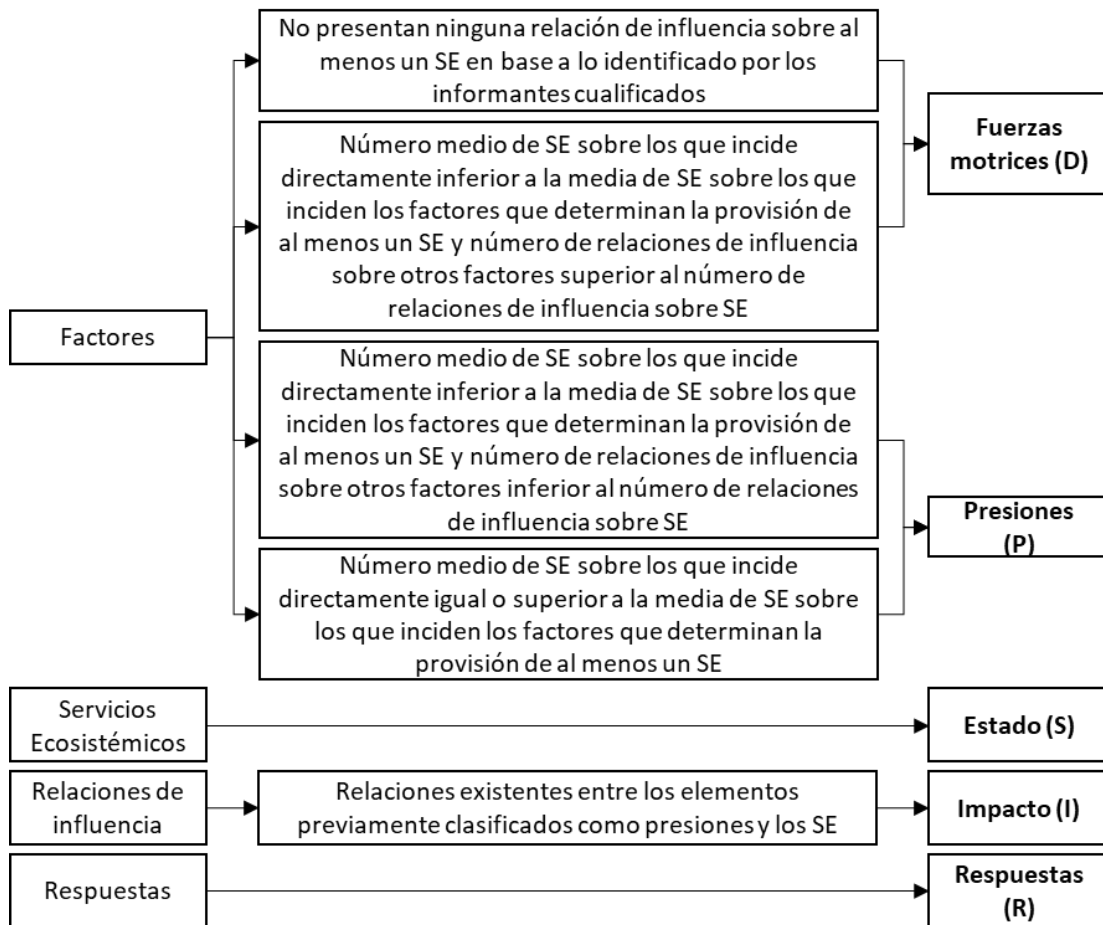 No presentan ninguna relación de influencia sobre al
menos un SE en base a lo identificado por los
informantes cualificados
Fuerzas
motrices (D)
Número medio de SE sobre los que incide
directamente inferior a la media de SE sobre los que
inciden los factores que determinan la provisión de
al menos un SE y número de relaciones de influencia
sobre otros factores superior al número de
relaciones de influencia sobre SE
Factores
Número medio de SE sobre los que incide
directamente inferior a la media de SE sobre los que
inciden los factores que determinan la provisión de
al menos un SE y número de relaciones de influencia
sobre otros factores inferior al número de relaciones
de influencia sobre SE
Presiones
(P)
Número medio de SE sobre los que incide
directamente igual o superior a la media de SE sobre
los que inciden los factores que determinan la
provisión de al menos un SE
Servicios
Ecosistémicos
Estado (S)
Relaciones de
influencia
Relaciones existentes entre los elementos
previamente clasificados como presiones y los SE
Impacto (I)
Respuestas
Respuestas
(R)